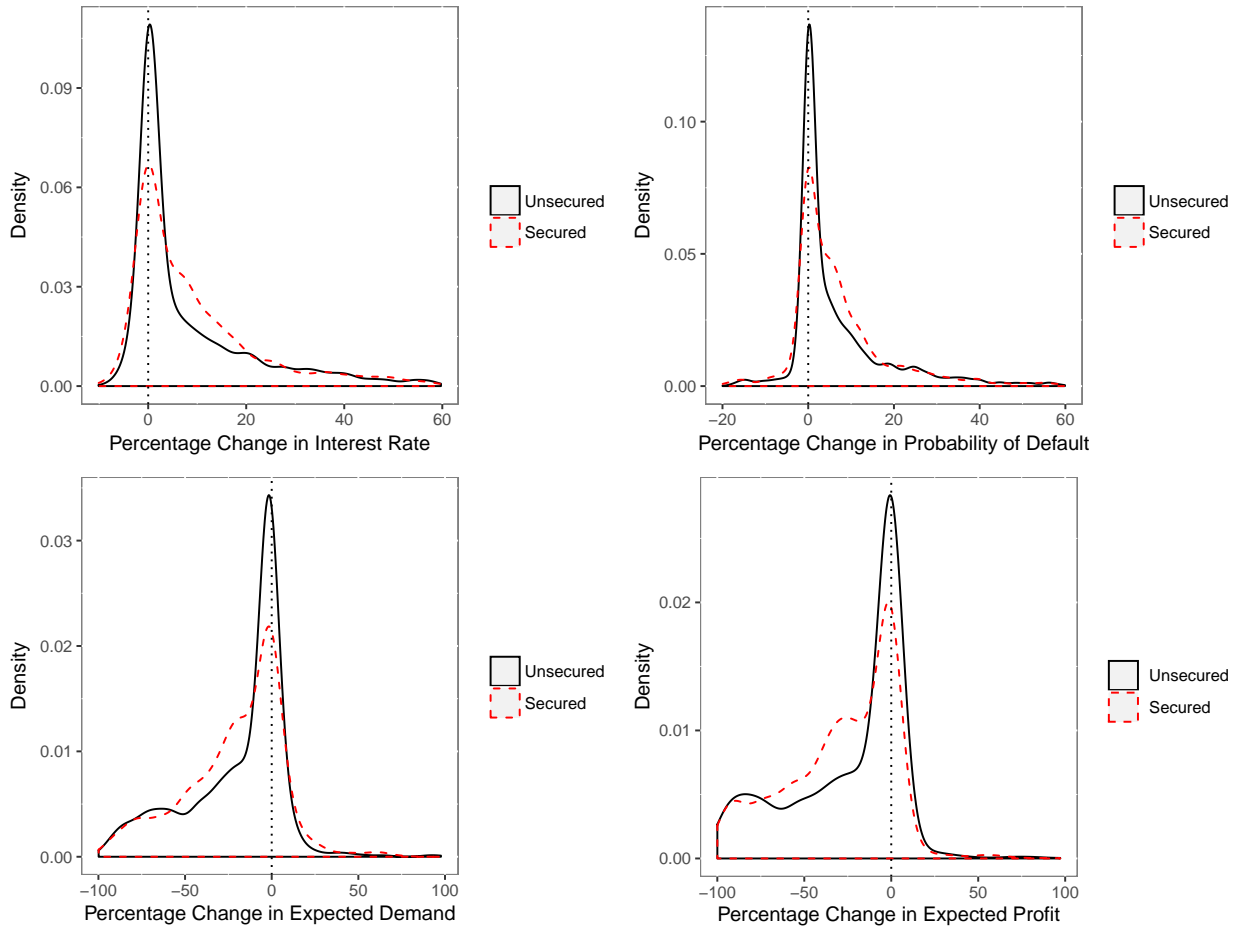 0.09
0.06
0.03
0.00
Density
0
20
40
60
Percentage Change in Interest Rate
Unsecured
Secured
0.10
0.05
0.00
Density
−20
0
20
40
60
Percentage Change in Probability of Default
Unsecured
Secured
0.03
0.02
0.01
0.00
Density
−100
−50
0
50
100
Percentage Change in Expected Demand
Unsecured
Secured
0.02
0.01
0.00
Density
−100
−50
0
50
100
Percentage Change in Expected Profit
Unsecured
Secured